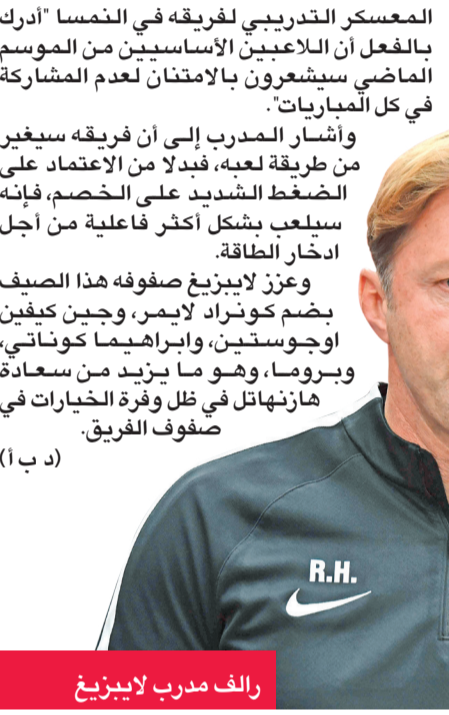 المعسكر التدريبي لفريقه في النمسا "أدرك
بالفعل أن اللاعبين الأساسيين من الموسم
الماضي سيشعرون بالامتنان لعدم المشاركة
في كل المباريات".
وأشار المدرب إلى أن فريقه سيغير
من طريقة لعبه، فبدلا من الاعتماد على
الضغط الشديد على الخصم، فإنه
سيلعب بشكل أكثر فاعلية من أجل
ادخار الطاقة.
وعزز لايبزيغ صفوفه هذا الصيف
بضم كونراد لايمر، وجين كيفين
اوجوستين، وابراهيما كوناتي،
وبروما، وهو ما يزيد من سعادة
هازنهاتل في ظل وفرة الخيارات في
صفوف الفريق.
(د ب أ)
R.H.
رالف مدرب لايبزيغ